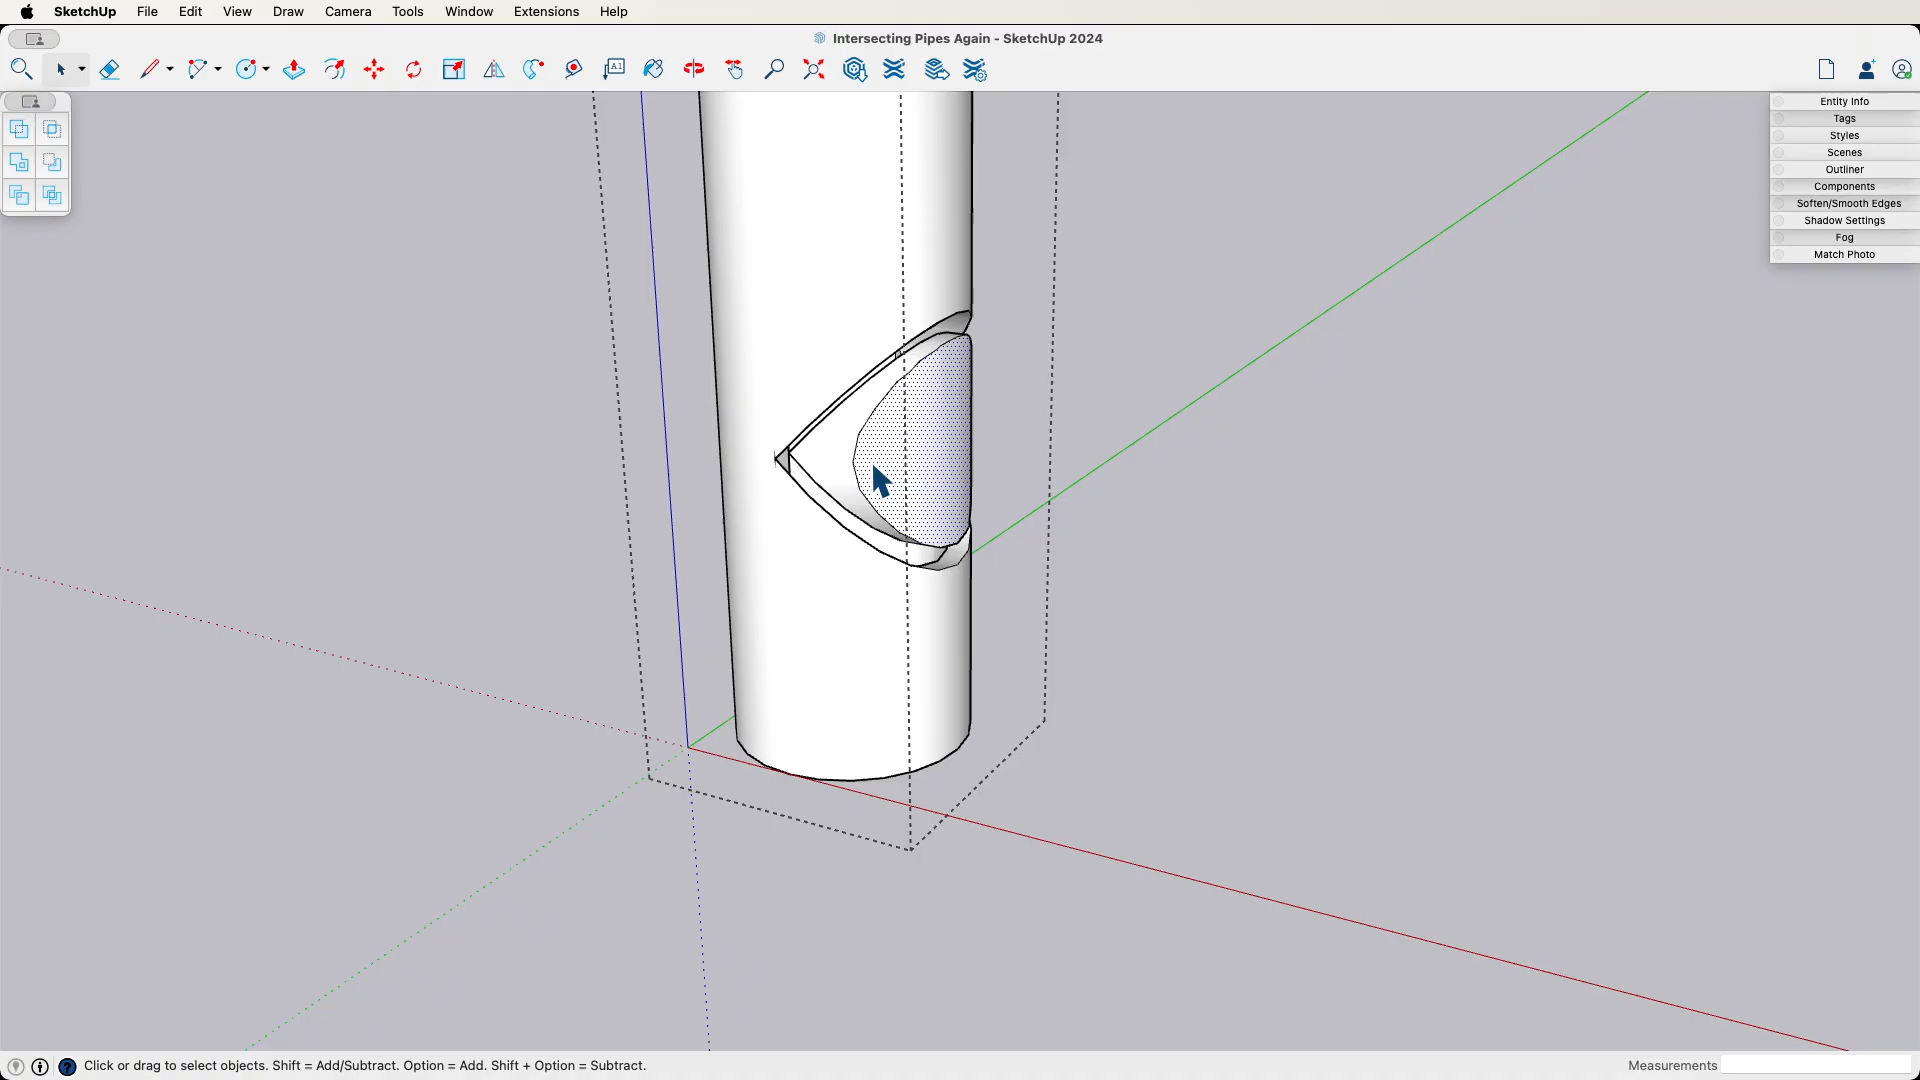 SketchUp File Edit View Draw Camera Tools Window Extensions Help
Intersecting Pipes Again - SketchUp 2024
A1
Entity Info
Tags
Styles
Scenes
Outliner
Components
Soften/Smooth Edges
Shadow Settings
Fog
Match Photo
Click or drag to select objects. Shift = Add/Subtract. Option = Add. Shift + Option = Subtract.
Measurements